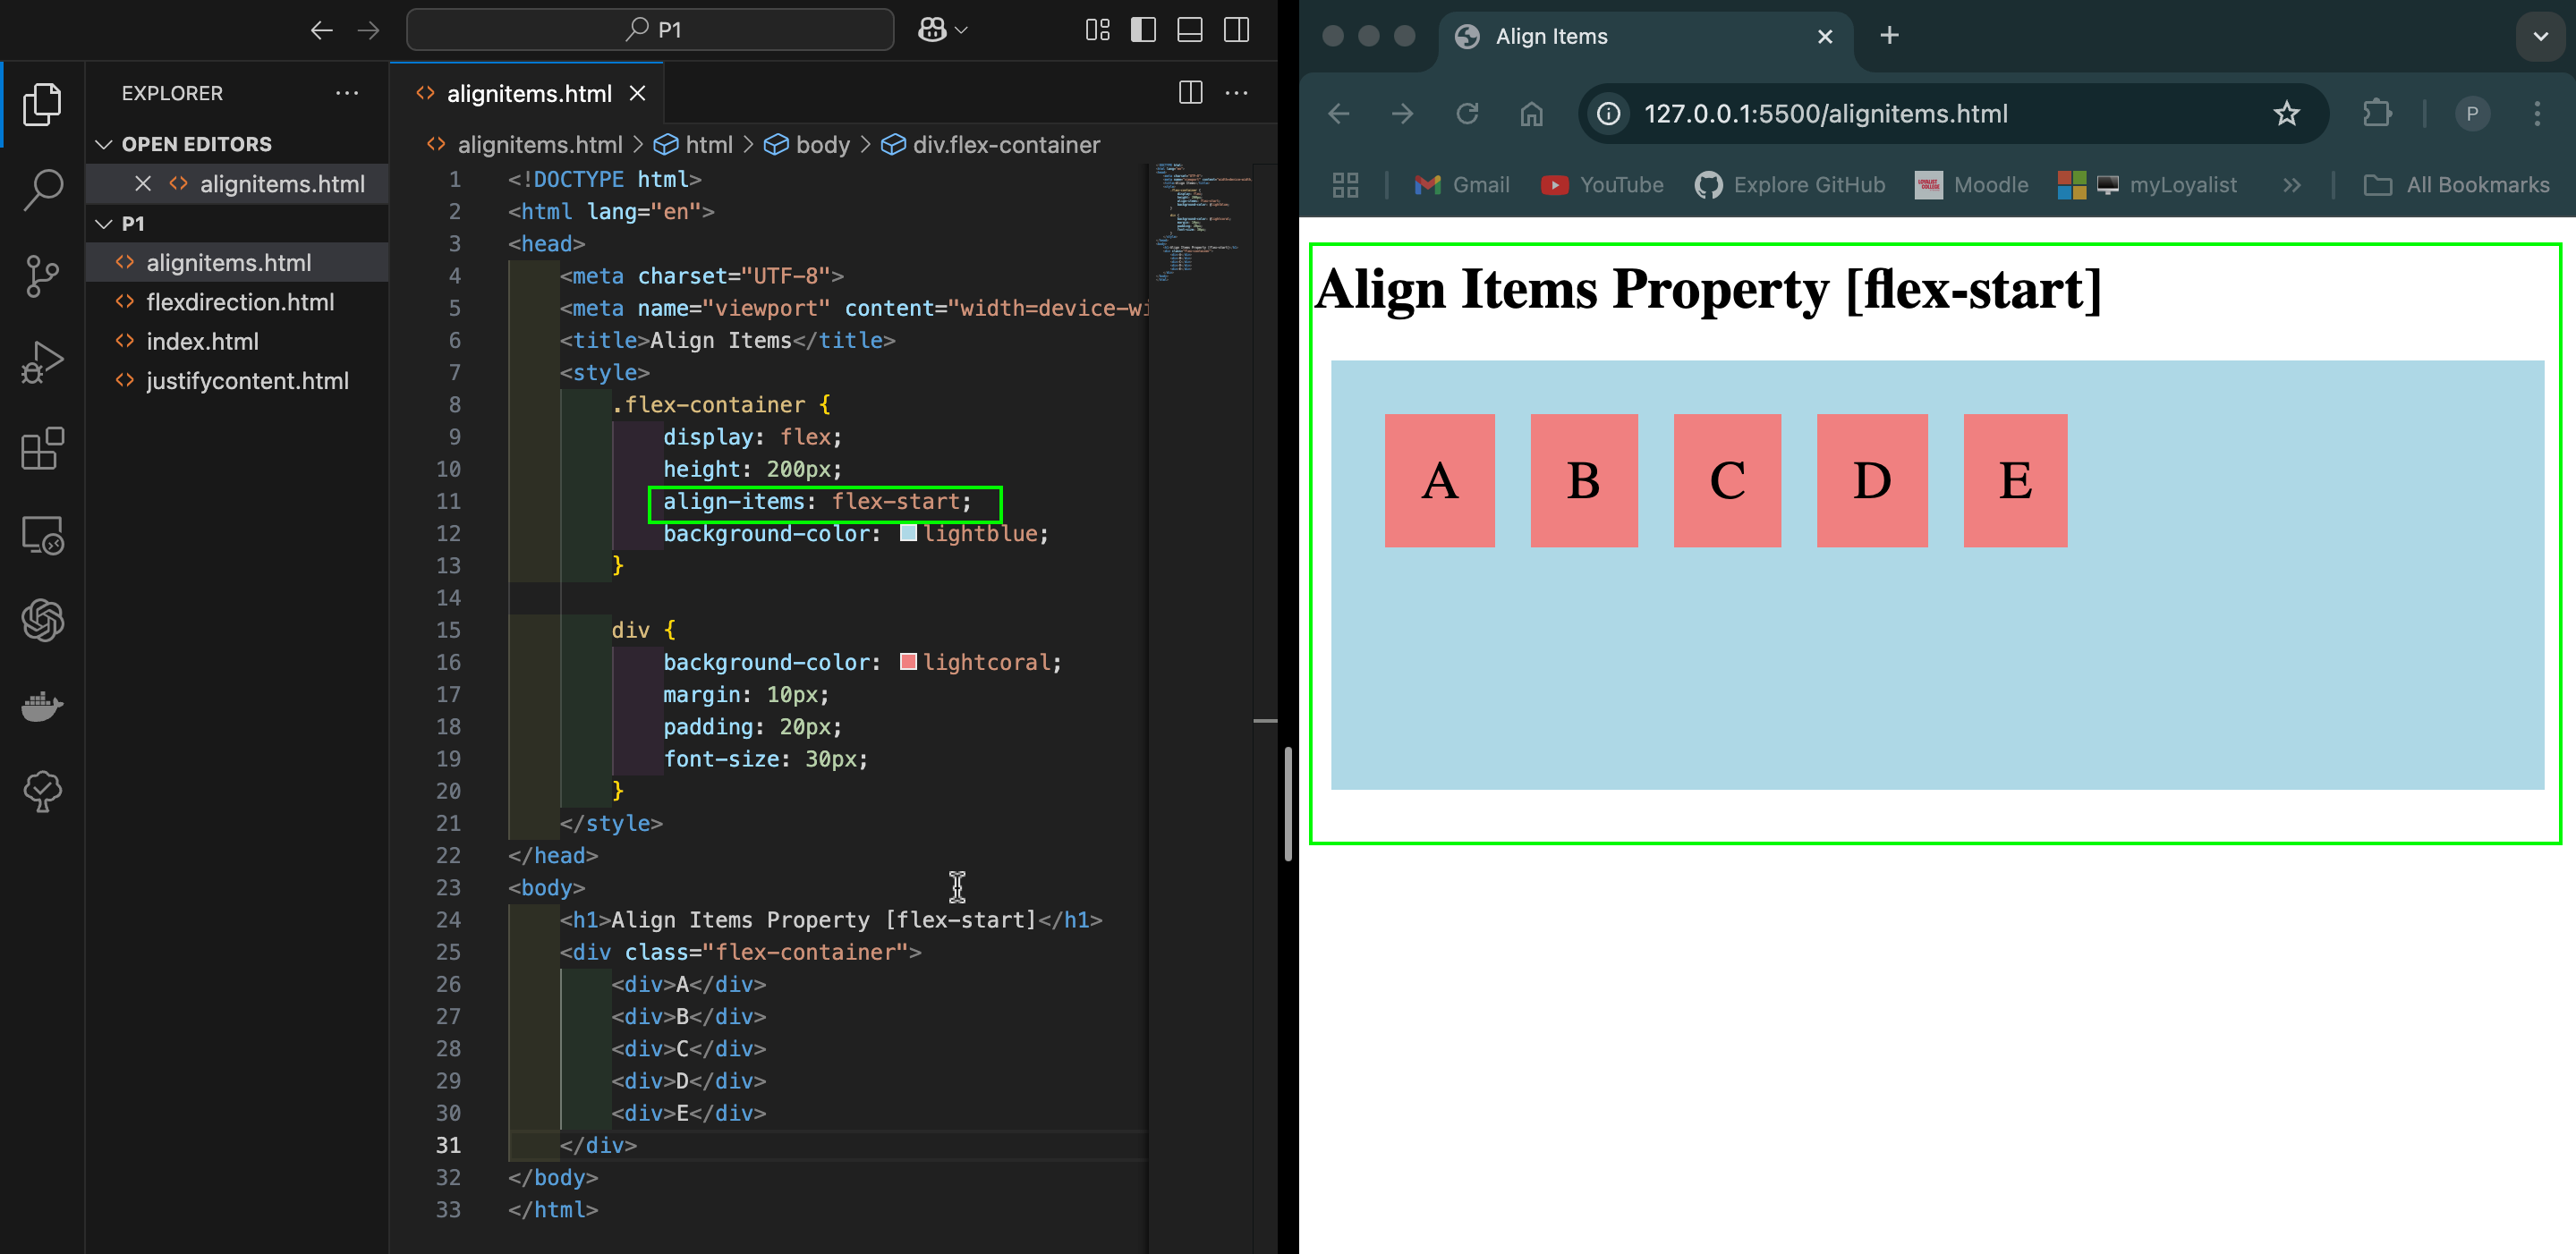 P1
EXPLORER
OPEN EDITORS
alignitems.html
P1
alignitems.html
flexdirection.html
index.html
justifycontent.html
alignitems.html
alignitems.html > html > body > div.flex-container
1 <!DOCTYPE html>
2 <html lang="en">
3 <head>
4 <meta charset="UTF-8">
5 <meta name="viewport" content="width=device-wi
6 <title>Align Items</title>
7 <style>
8 .flex-container {
9 display: flex;
10 height: 200px;
11 align-items: flex-start;
12 background-color: lightblue;
13 }
14
15 div {
16 background-color: lightcoral;
17 margin: 10px;
18 padding: 20px;
19 font-size: 30px;
20 }
21 </style>
22 </head>
23 <body>
24 <h1>Align Items Property [flex-start]</h1>
25 <div class="flex-container">
26 <div>A</div>
27 <div>B</div>
28 <div>C</div>
29 <div>D</div>
30 <div>E</div>
31 </div>
32 </body>
33 </html>
Align Items
127.0.0.1:5500/alignitems.html
P
Gmail YouTube Explore GitHub Moodle myLoyalist >> All Bookmarks
Align Items Property [flex-start]
A B C D E